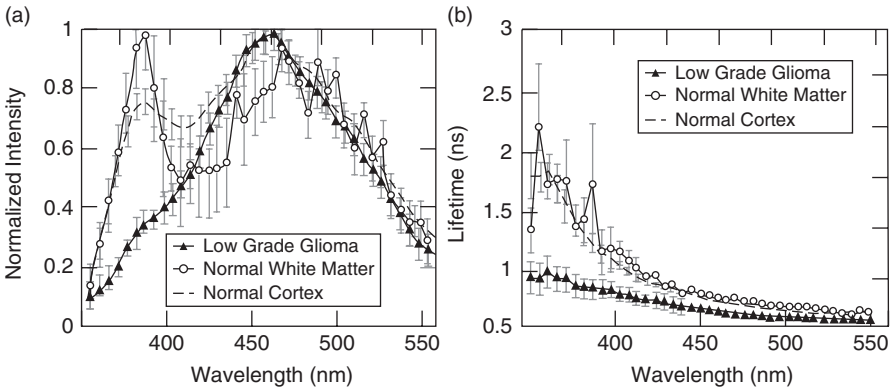 (a)
Normalized Intensity
1
0.8
0.6
0.4
0.2
0
400
450
500
550
Wavelength (nm)
Low Grade Glioma
Normal White Matter
Normal Cortex
(b)
Lifetime (ns)
3
2.5
2
1.5
1
0.5
400
450
500
550
Wavelength (nm)
Low Grade Glioma
Normal White Matter
Normal Cortex